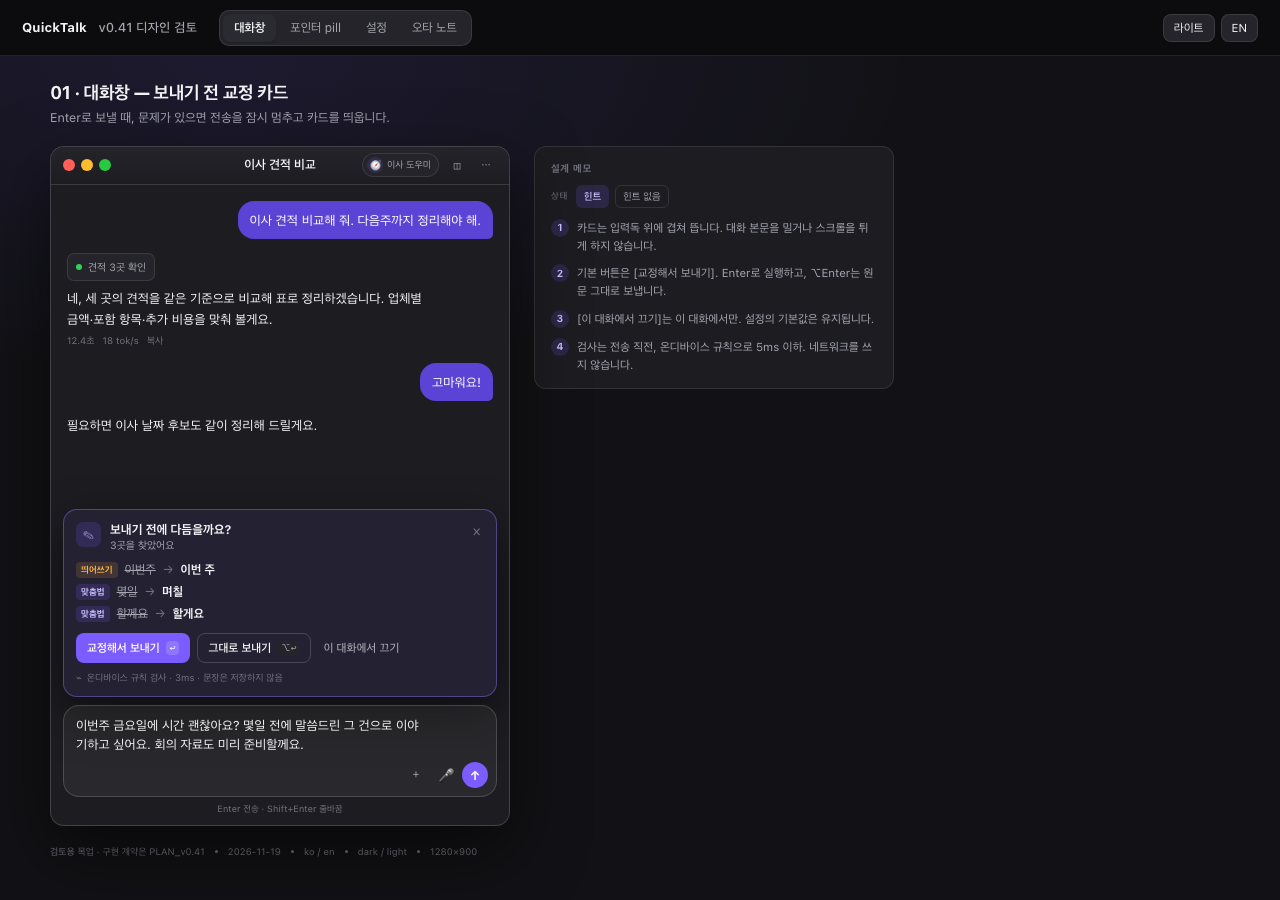 QuickTalk v0.41 디자인 검토 대화창 포인터 pill 설정 오타 노트 라이트 EN
01 · 대화창 — 보내기 전 교정 카드
Enter로 보낼 때, 문제가 있으면 전송을 잠시 멈추고 카드를 띄웁니다.
이사 견적 비교 이사 도우미
이사 견적 비교해 줘. 다음주까지 정리해야 해.
견적 3곳 확인
네, 세 곳의 견적을 같은 기준으로 비교해 표로 정리하겠습니다. 업체별
금액·포함 항목·추가 비용을 맞춰 볼게요.
12.4초 18 tok/s 복사
고마워요!
필요하면 이사 날짜 후보도 같이 정리해 드릴게요.
보내기 전에 다듬을까요?
3곳을 찾았어요
띄어쓰기 이번주 → 이번 주
맞춤법 몇일 → 며칠
맞춤법 할께요 → 할게요
교정해서 보내기 ↵ 그대로 보내기 ⌥↵ 이 대화에서 끄기
온디바이스 규칙 검사 · 3ms · 문장은 저장하지 않음
이번주 금요일에 시간 괜찮아요? 몇일 전에 말씀드린 그 건으로 이야
기하고 싶어요. 회의 자료도 미리 준비할께요.
Enter 전송 · Shift+Enter 줄바꿈
설계 메모
상태 힌트 힌트 없음
1 카드는 입력독 위에 겹쳐 뜹니다. 대화 본문을 밀거나 스크롤을 튀
게 하지 않습니다.
2 기본 버튼은 [교정해서 보내기]. Enter로 실행하고, ⌥Enter는 원
문 그대로 보냅니다.
3 [이 대화에서 끄기]는 이 대화에서만. 설정의 기본값은 유지됩니다.
4 검사는 전송 직전, 온디바이스 규칙으로 5ms 이하. 네트워크를 쓰
지 않습니다.
검토용 목업 · 구현 계약은 PLAN_v0.41 • 2026-11-19 • ko / en • dark / light • 1280×900